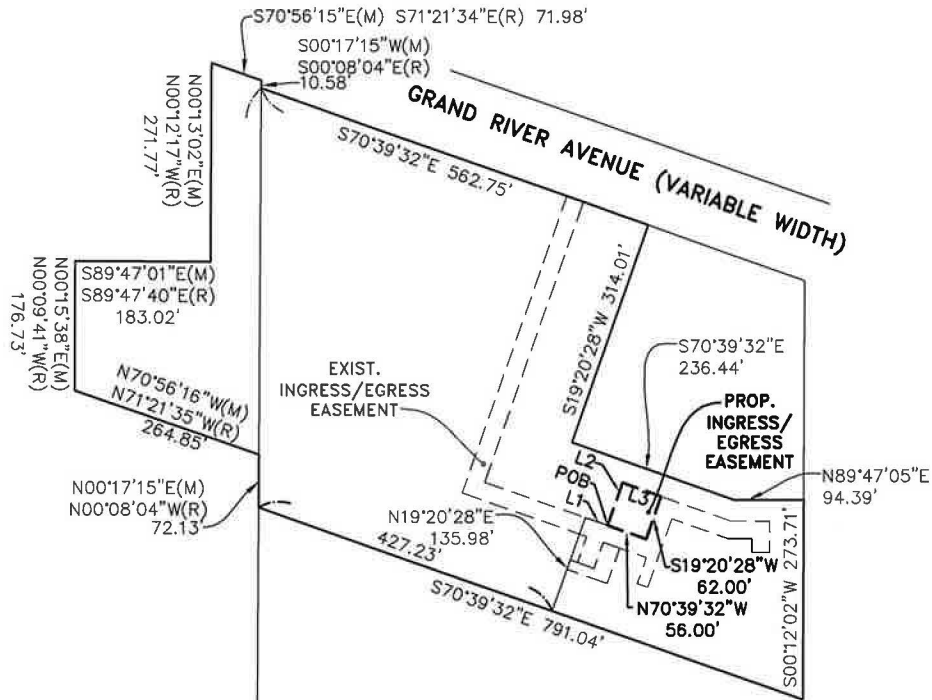 S70°56'15"E(M) S71°21'34"E(R) 71.98'
S00°17'15"W(M)
S00°08'04"E(R)
10.58'
GRAND RIVER AVENUE (VARIABLE WIDTH)
N00°13'02"E(M)
N00°12'17"W(R)
271.77'
S70°39'32"E 562.75'
S89°47'01"E(M)
S89°47'40"E(R)
183.02'
N00°15'38"E(M)
N00°09'41"W(R)
176.73'
S19°20'28"W 314.01'
S70°39'32"E
236.44'
EXIST.
INGRESS/EGRESS
EASEMENT
PROP.
INGRESS/
EGRESS
EASEMENT
N70°56'16"W(M)
N71°21'35"W(R)
264.85'
L2
L3
POB
L1
N89°47'05"E
94.39'
N00°17'15"E(M)
N00°08'04"W(R)
72.13'
N19°20'28"E
135.98'
427.23'
S70°39'32"E 791.04'
S19°20'28"W
62.00'
N70°39'32"W
56.00'
S00°12'02"W 273.71'